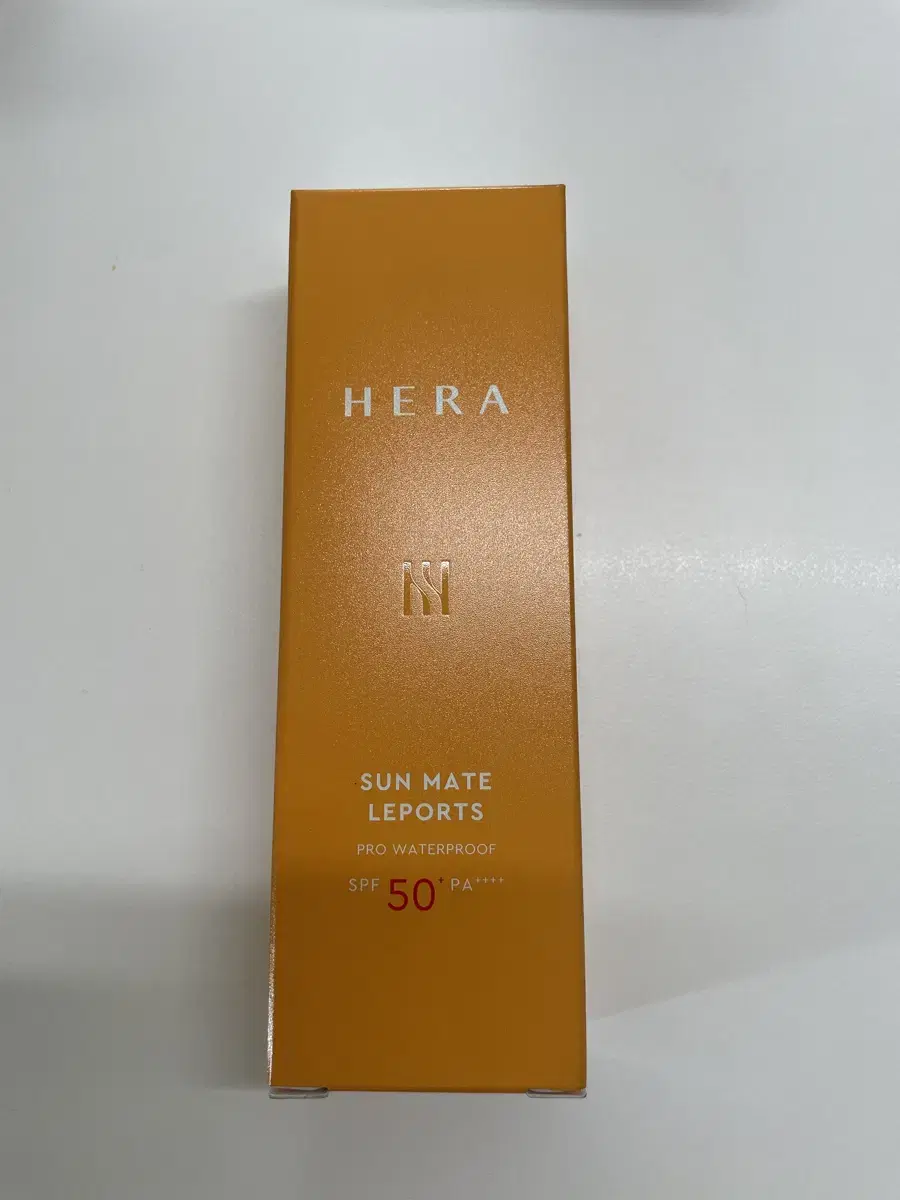 HERA
SUN MATE
LEPORTS
PRO WATERPROOF
SPF 50+ PA++++